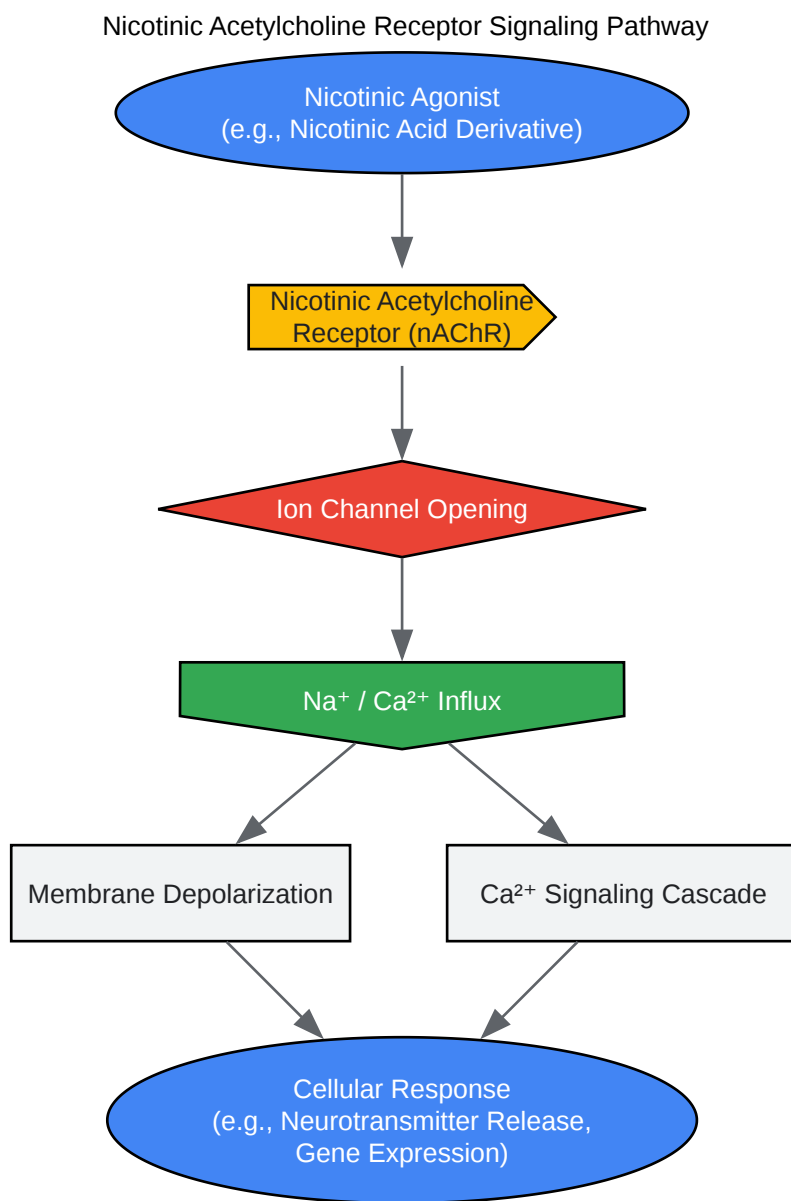 Nicotinic Acetylcholine Receptor Signaling Pathway
Nicotinic Agonist
(e.g., Nicotinic Acid Derivative)
Nicotinic Acetylcholine
Receptor (nAChR)
Ion Channel Opening
Na⁺ / Ca²⁺ Influx
Membrane Depolarization
Ca²⁺ Signaling Cascade
Cellular Response
(e.g., Neurotransmitter Release,
Gene Expression)